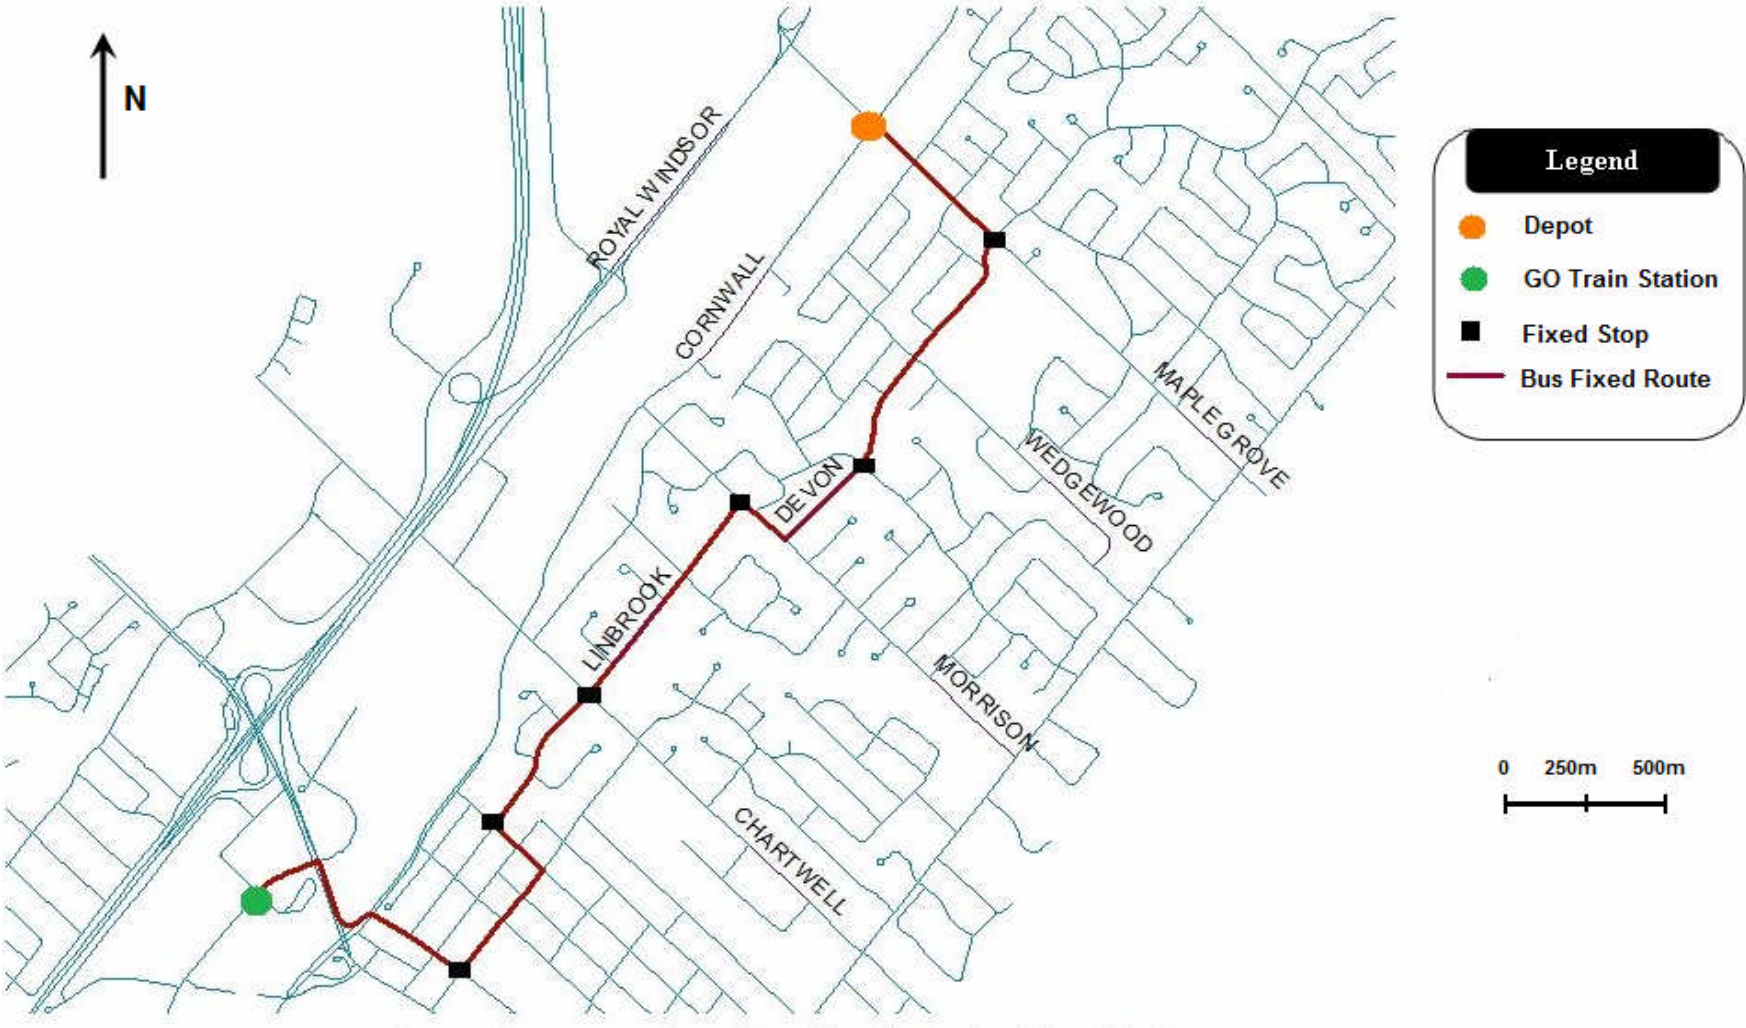 N
ROYAL WINDSOR
CORNWALL
MAPLEGROVE
WEDGEWOOD
DEVON
LINBROOK
MORRISON
CHARTWELL
Legend
Depot
GO Train Station
Fixed Stop
Bus Fixed Route
0 250m 500m